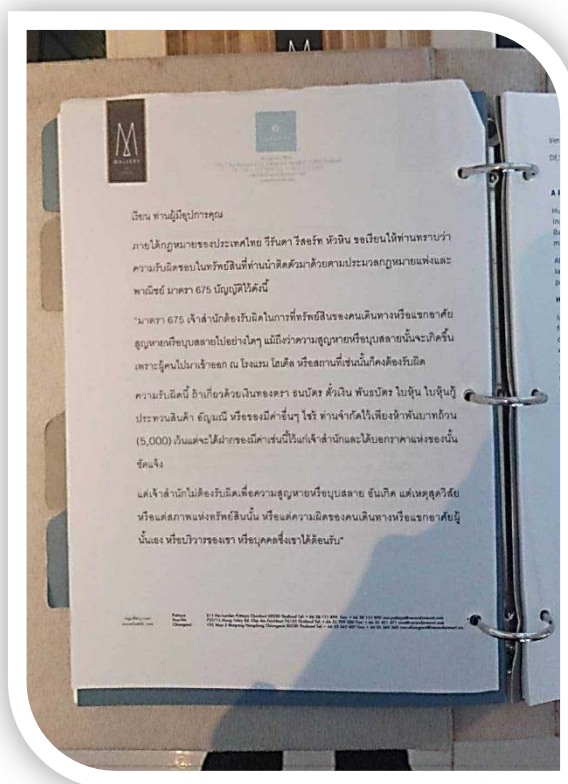 M
GALLERY
เรียน ท่านผู้มีอุปการคุณ
ภายใต้กฎหมายของประเทศไทย วีรันดา รีสอร์ท หัวหิน ขอเรียนให้ท่านทราบว่า
ความรับผิดชอบในทรัพย์สินที่ท่านนำติดตัวมาด้วยตามประมวลกฎหมายแพ่งและ
พาณิชย์ มาตรา 675 บัญญัติไว้ดังนี้
“มาตรา 675 เจ้าสำนักต้องรับผิดในการที่ทรัพย์สินของคนเดินทางหรือแขกอาศัย
สูญหายหรือบุบสลายไปอย่างใดๆ แม้ถึงว่าความสูญหายหรือบุบสลายนั้นจะเกิดขึ้น
เพราะผู้คนไปมาเข้าออก ณ โรงแรม โฮเต็ล หรือสถานที่เช่นนั้นก็คงต้องรับผิด
ความรับผิดนี้ ถ้าเกี่ยวด้วยเงินทองตรา ธนบัตร ตั๋วเงิน พันธบัตร ใบหุ้น ใบหุ้นกู้
ประทวนสินค้า อัญมณี หรือของมีค่าอื่นๆ ไซร้ ท่านจำกัดไว้เพียงห้าพันบาทถ้วน
(5,000) เว้นแต่จะได้ฝากของมีค่าเช่นนี้ไว้แก่เจ้าสำนักและได้บอกราคาแห่งของนั้น
ชัดแจ้ง
แต่เจ้าสำนักไม่ต้องรับผิดเพื่อความสูญหายหรือบุบสลาย อันเกิด แต่เหตุสุดวิสัย
หรือแต่สภาพแห่งทรัพย์สินนั้น หรือแต่ความผิดของคนเดินทางหรือแขกอาศัยผู้
นั้นเอง หรือบริวารของเขา หรือบุคคลซึ่งเขาได้ต้อนรับ”
Pattaya
Hua Hin
Chiangmai